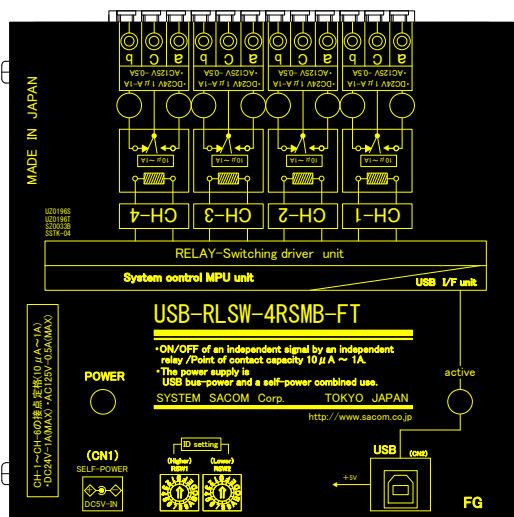 b C a b C a b C a b C a
・DC24V 1μA-1A
・AC125V-0.5A
・DC24V 1μA-1A
・AC125V-0.5A
・DC24V 1μA-1A
・AC125V-0.5A
・DC24V 1μA-1A
・AC125V-0.5A
MADE IN JAPAN
10μ～1A 10μ～1A 10μ～1A 10μ～1A
CH-4 CH-3 CH-2 CH-1
UZ0196S
UZ0196T
SZ0033B
SSTK-04
RELAY-Switching driver unit
System control MPU unit
USB I/F unit
USB-RLSW-4RSMB-FT
・ON/OFF of an independent signal by an independent
relay /Point of contact capacity 10μA ～ 1A.
・The power supply is
USB bus-power and a self-power combined use.
SYSTEM SACOM Corp. TOKYO JAPAN
http://www.sacom.co.jp
CH-1～CH-6の接点定格(10μA～1A)
・DC24V-1A(MAX)・AC125V-0.5A(MAX)
POWER
active
(CN1)
SELF-POWER
DC5V-IN
ID setting
(Higher) (Lower)
RSW1 RSW2
USB (CN2)
+5V
FG